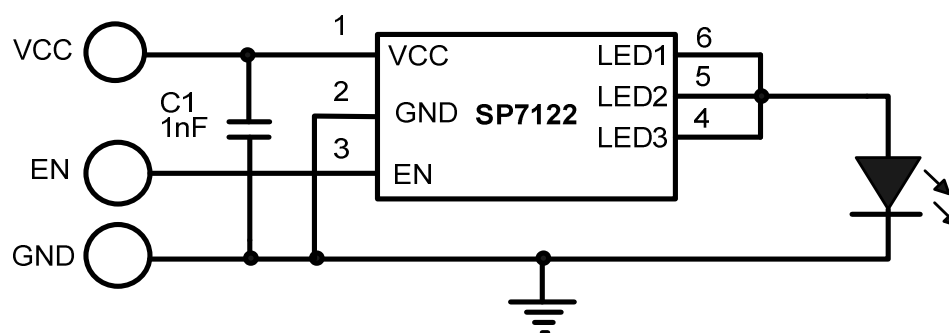 VCC
1
VCC
LED1
6
C1
1nF
2
GND
SP7122
LED2
5
LED3
4
EN
3
EN
GND